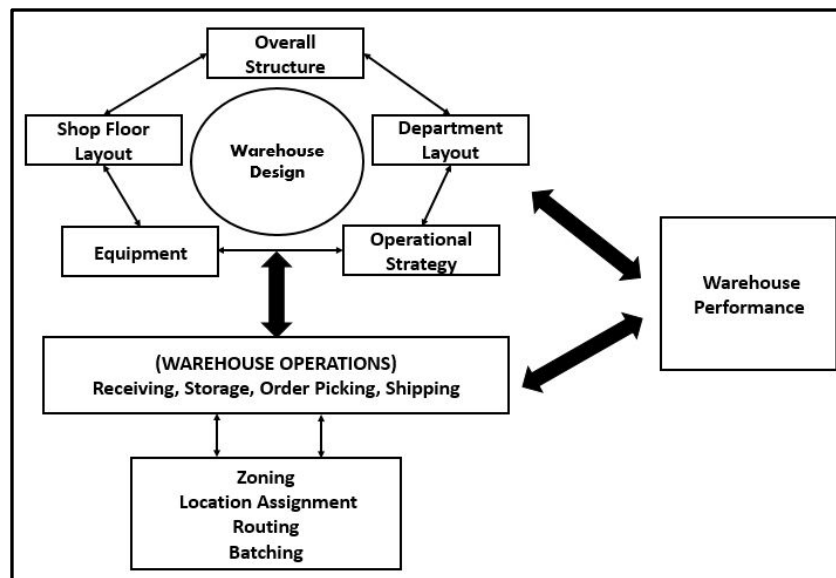 Overall
Structure
Shop Floor
Layout
Warehouse
Design
Department
Layout
Equipment
Operational
Strategy
Warehouse
Performance
(WAREHOUSE OPERATIONS)
Receiving, Storage, Order Picking, Shipping
Zoning
Location Assignment
Routing
Batching